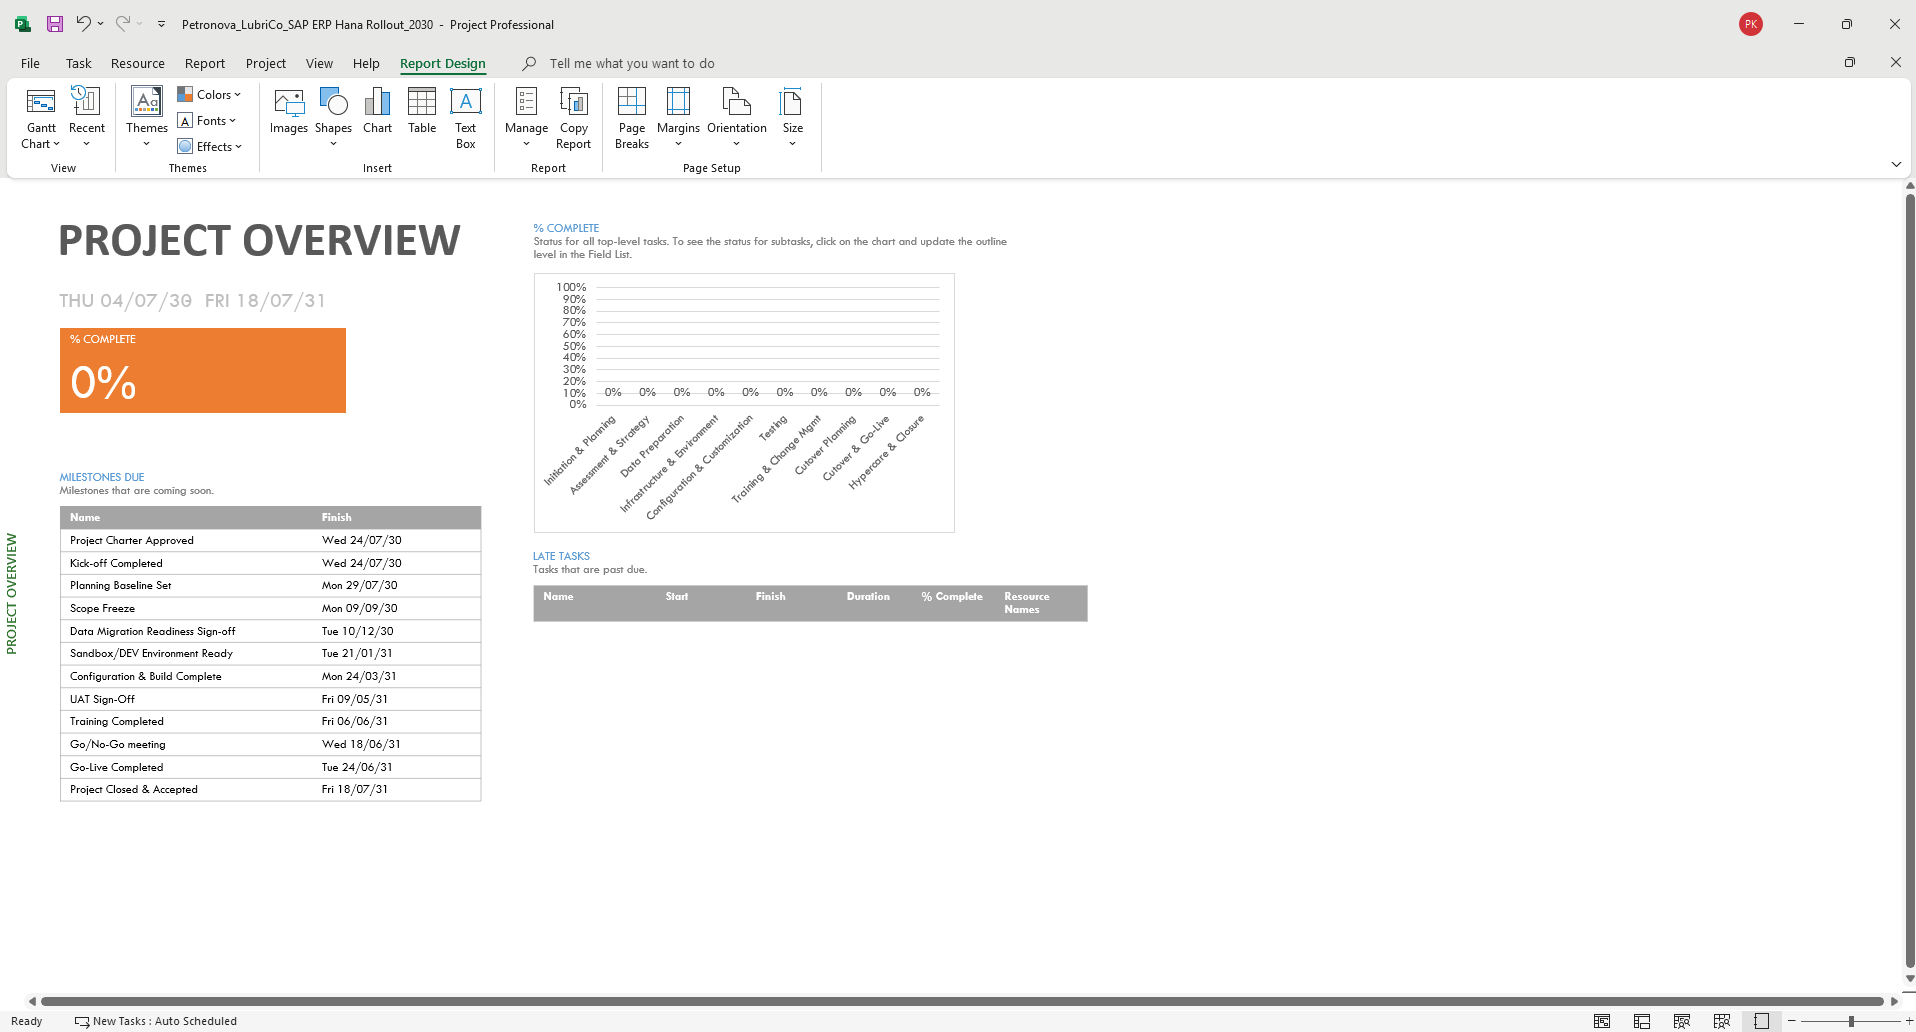 Petronova_LubriCo_SAP ERP Hana Rollout_2030 - Project Professional
PK
File Task Resource Report Project View Help Report Design Tell me what you want to do
Gantt Chart
Recent
View
Themes
Colors
Fonts
Effects
Themes
Images
Shapes
Chart
Table
Text Box
Insert
Manage
Copy Report
Report
Page Breaks
Margins
Orientation
Size
Page Setup
PROJECT OVERVIEW
PROJECT OVERVIEW
THU 04/07/30 FRI 18/07/31
% COMPLETE
0%
MILESTONES DUE
Milestones that are coming soon.
Name Finish
Project Charter Approved Wed 24/07/30
Kick-off Completed Wed 24/07/30
Planning Baseline Set Mon 29/07/30
Scope Freeze Mon 09/09/30
Data Migration Readiness Sign-off Tue 10/12/30
Sandbox/DEV Environment Ready Tue 21/01/31
Configuration & Build Complete Mon 24/03/31
UAT Sign-Off Fri 09/05/31
Training Completed Fri 06/06/31
Go/No-Go meeting Wed 18/06/31
Go-Live Completed Tue 24/06/31
Project Closed & Accepted Fri 18/07/31
% COMPLETE
Status for all top-level tasks. To see the status for subtasks, click on the chart and update the outline
level in the Field List.
100%
90%
80%
70%
60%
50%
40%
30%
20%
10%
0%
0% 0% 0% 0% 0% 0% 0% 0% 0% 0%
Initiation & Planning
Assessment & Strategy
Data Preparation
Infrastructure & Environment
Configuration & Customization
Testing
Training & Change Mgmt
Cutover Planning
Cutover & Go-Live
Hypercare & Closure
LATE TASKS
Tasks that are past due.
Name Start Finish Duration % Complete Resource Names
Ready New Tasks : Auto Scheduled